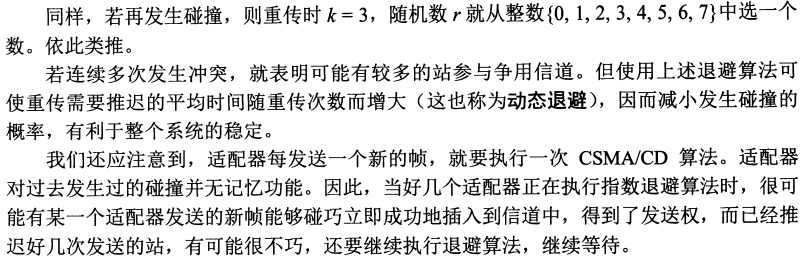 同样，若再发生碰撞，则重传时 k = 3，随机数 r 就从整数{0, 1, 2, 3, 4, 5, 6, 7}中选一个
数。依此类推。
若连续多次发生冲突，就表明可能有较多的站参与争用信道。但使用上述退避算法可
使重传需要推迟的平均时间随重传次数而增大（这也称为动态退避），因而减小发生碰撞的
概率，有利于整个系统的稳定。
我们还应注意到，适配器每发送一个新的帧，就要执行一次 CSMA/CD 算法。适配器
对过去发生过的碰撞并无记忆功能。因此，当好几个适配器正在执行指数退避算法时，很可
能有某一个适配器发送的新帧能够碰巧立即成功地插入到信道中，得到了发送权，而已经推
迟好几次发送的站，有可能很不巧，还要继续执行退避算法，继续等待。